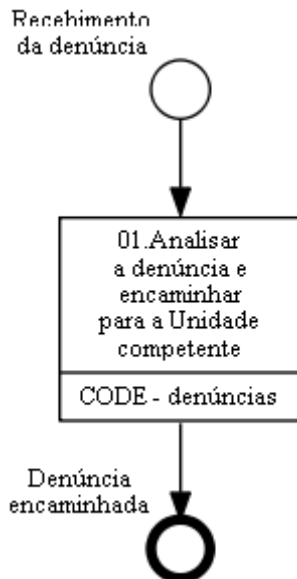 Recebimento
da denúncia
01.Analisar
a denúncia e
encaminhar
para a Unidade
competente
CODE - denúncias
Denúncia
encaminhada